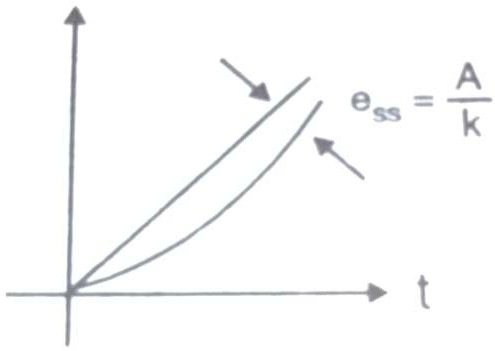 e_ss = A/k
t